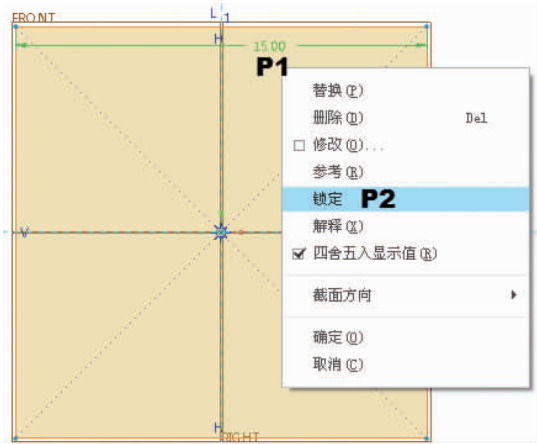 FRONT
L 1
H
15.00
P1
替换(P)
删除(D) Del
修改(O)...
参考(R)
锁定 P2
解释(X)
V
四舍五入显示值(R)
截面方向
确定(O)
取消(C)
H
RIGHT